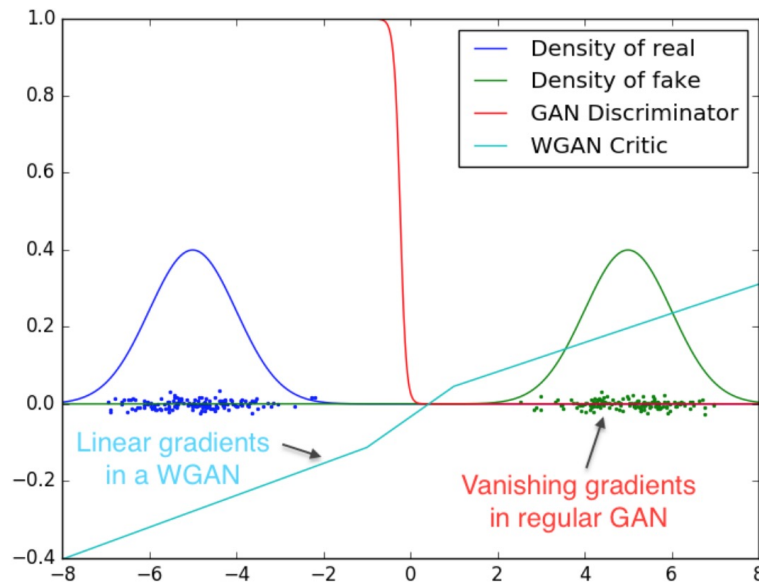 1.0
0.8
0.6
0.4
0.2
0.0
−0.2
−0.4
Density of real
Density of fake
GAN Discriminator
WGAN Critic
Linear gradients
in a WGAN
Vanishing gradients
in regular GAN
−8 −6 −4 −2 0 2 4 6 8